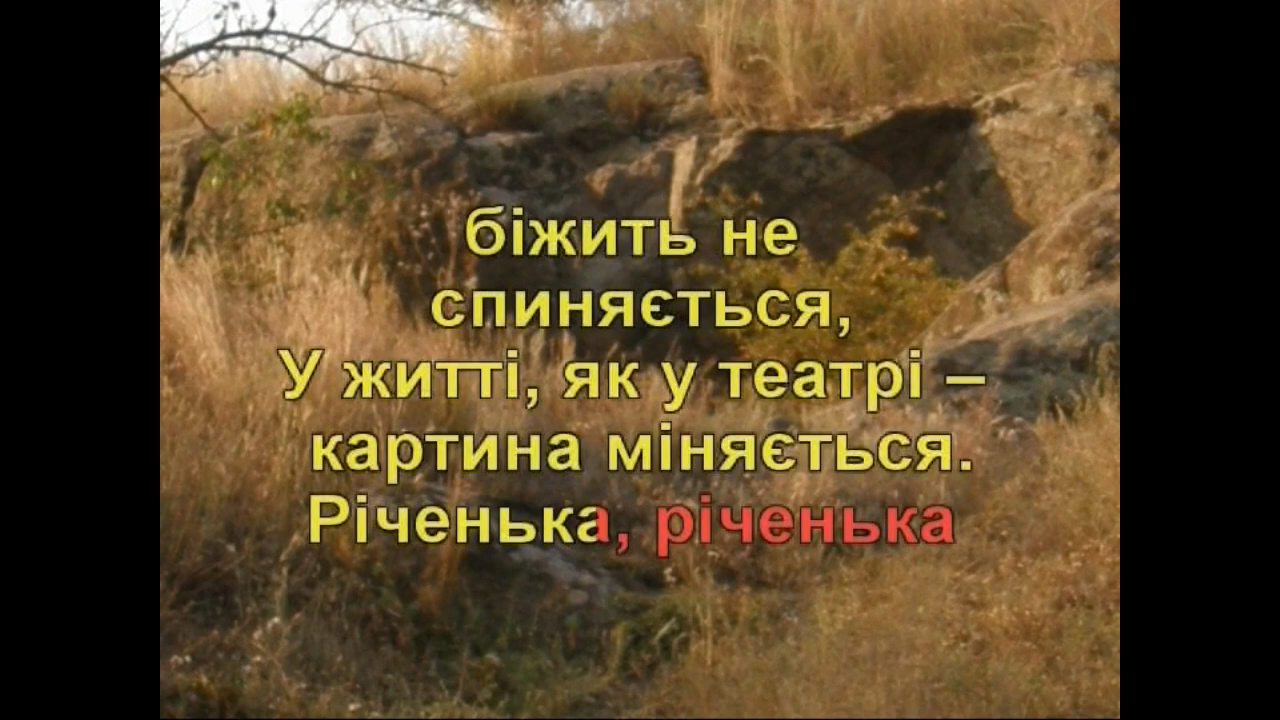 біжить не
спиняється,
У житті, як у театрі –
картина міняється.
Річенька, річенька